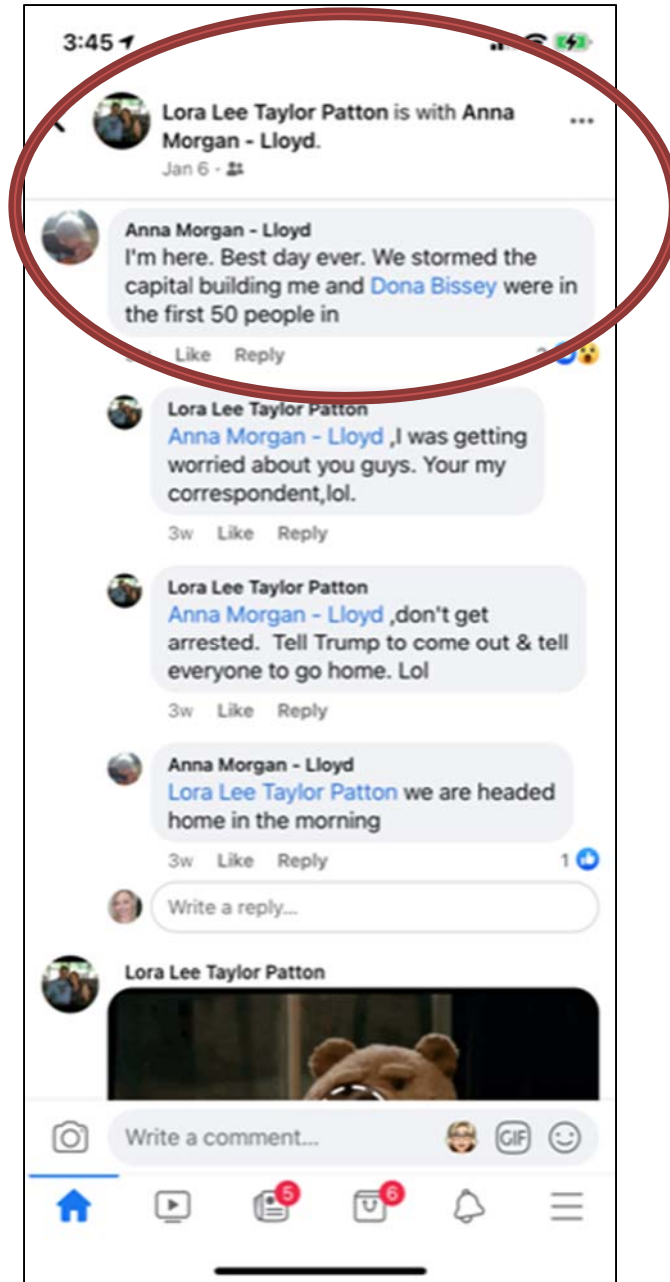 3:45
Lora Lee Taylor Patton is with Anna
Morgan - Lloyd.
Jan 6 -
Anna Morgan - Lloyd
I'm here. Best day ever. We stormed the
capital building me and Dona Bissey were in
the first 50 people in
Like Reply
Lora Lee Taylor Patton
Anna Morgan - Lloyd ,I was getting
worried about you guys. Your my
correspondent,lol.
3w Like Reply
Lora Lee Taylor Patton
Anna Morgan - Lloyd ,don't get
arrested. Tell Trump to come out & tell
everyone to go home. Lol
3w Like Reply
Anna Morgan - Lloyd
Lora Lee Taylor Patton we are headed
home in the morning
3w Like Reply 1
Write a reply...
Lora Lee Taylor Patton
Write a comment... GIF
5 6